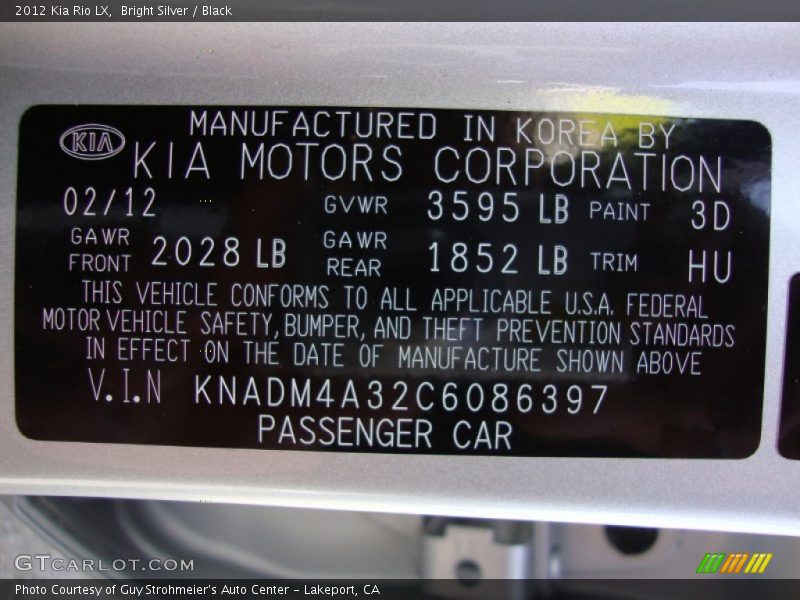 2012 Kia Rio LX, Bright Silver / Black
MANUFACTURED IN KOREA BY
KIA KIA MOTORS CORPORATION
02/12 GVWR 3595 LB PAINT 3D
GAWR FRONT 2028 LB GAWR REAR 1852 LB TRIM HU
THIS VEHICLE CONFORMS TO ALL APPLICABLE U.S.A. FEDERAL
MOTOR VEHICLE SAFETY, BUMPER, AND THEFT PREVENTION STANDARDS
IN EFFECT ON THE DATE OF MANUFACTURE SHOWN ABOVE
V.I.N KNADM4A32C6086397
PASSENGER CAR
GTCARLOT.COM
Photo Courtesy of Guy Strohmeier's Auto Center - Lakeport, CA